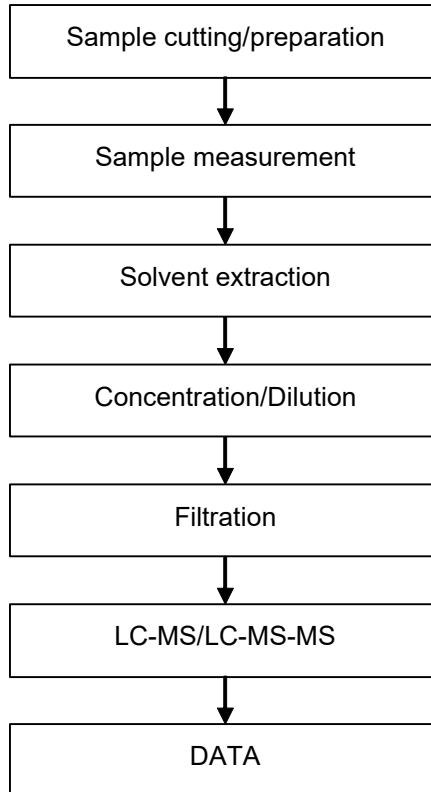 Sample cutting/preparation
Sample measurement
Solvent extraction
Concentration/Dilution
Filtration
LC-MS/LC-MS-MS
DATA